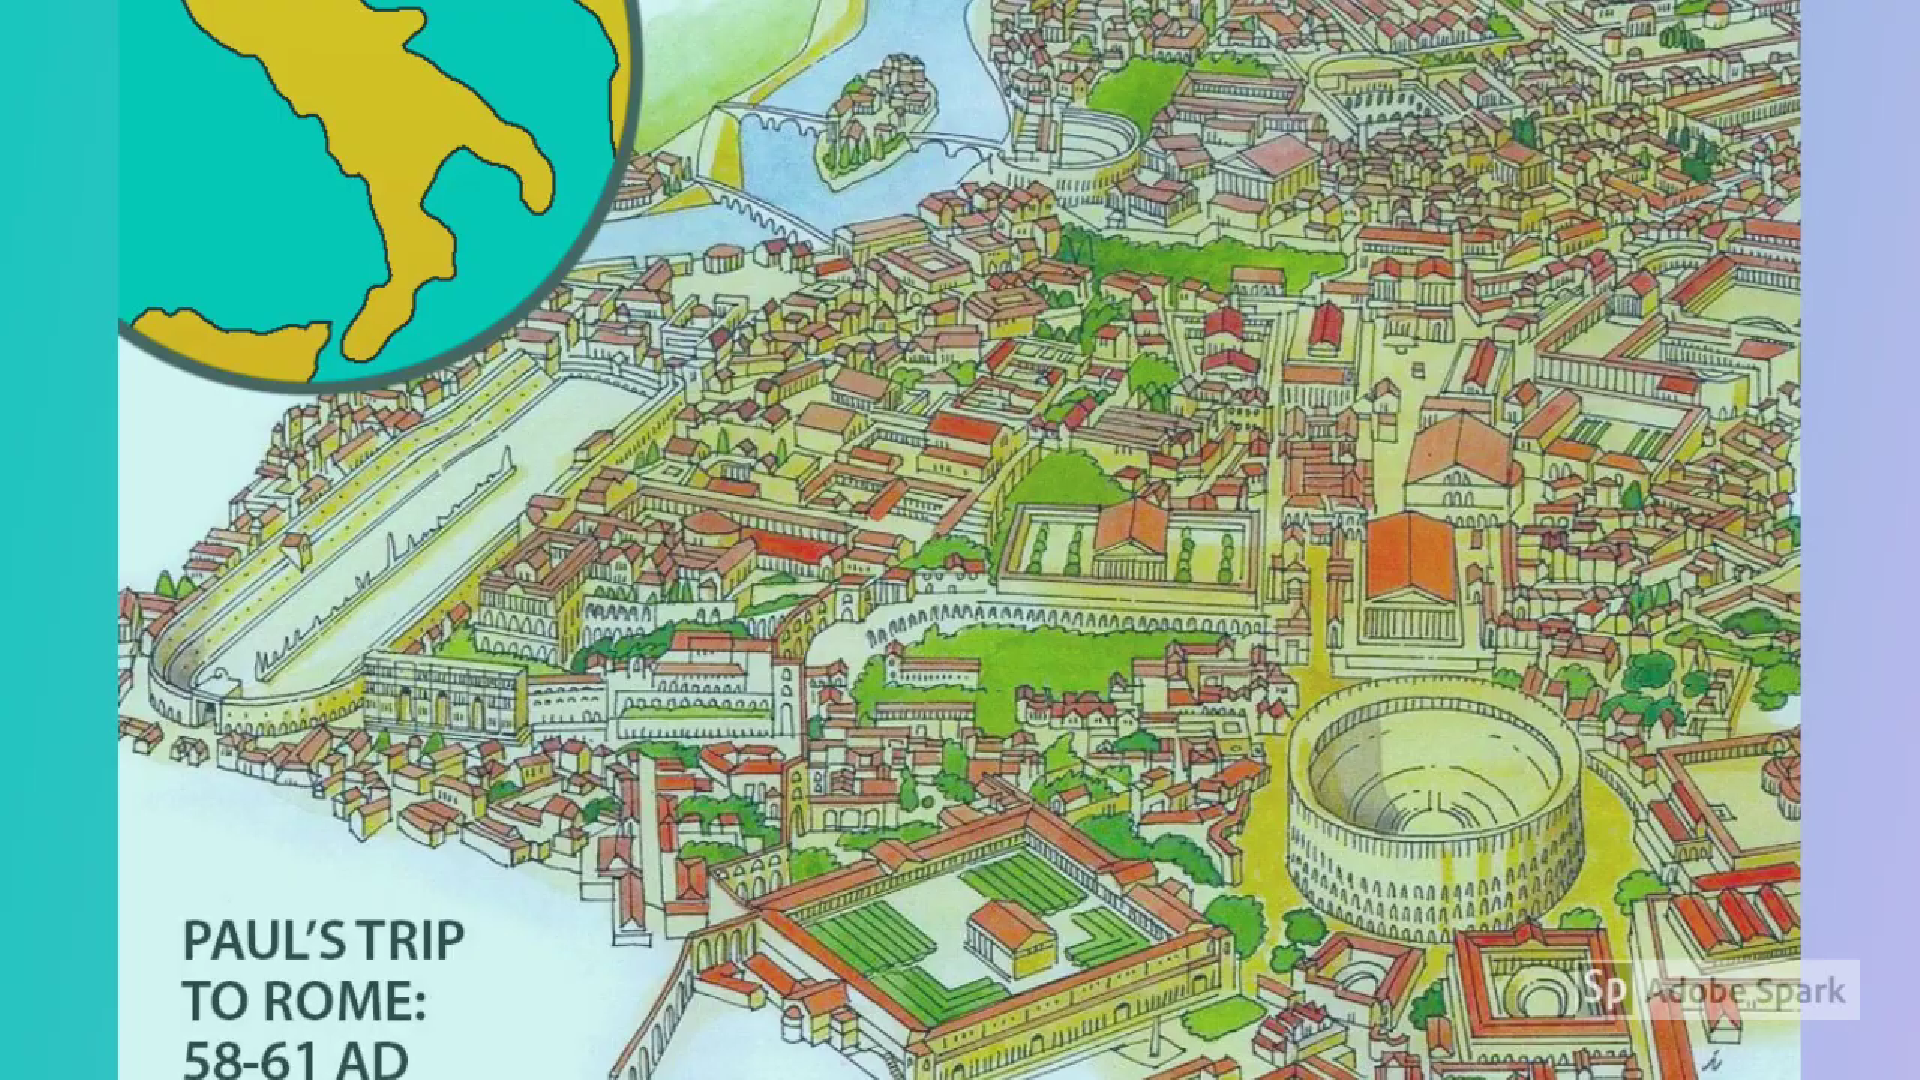 PAUL'S TRIP
TO ROME:
58-61 AD
Sp Adobe Spark